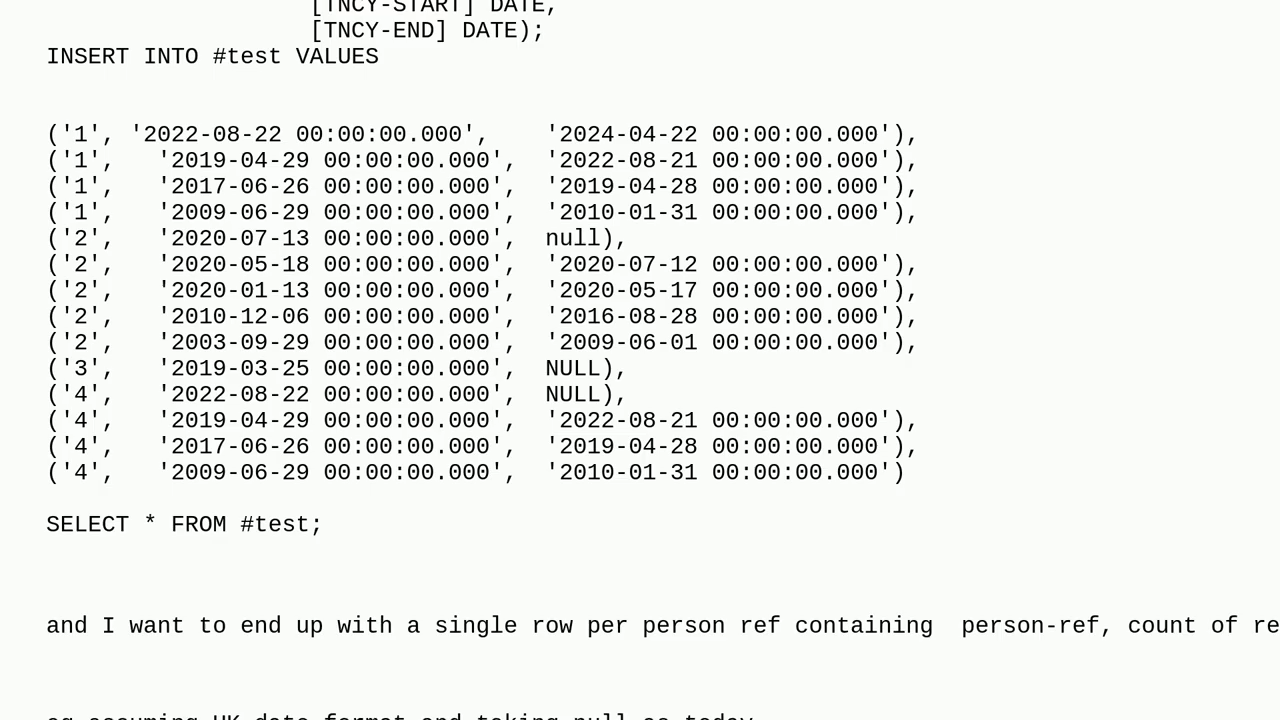 [TNCY-START] DATE,
[TNCY-END] DATE);
INSERT INTO #test VALUES
('1', '2022-08-22 00:00:00.000',    '2024-04-22 00:00:00.000'),
('1',   '2019-04-29 00:00:00.000',  '2022-08-21 00:00:00.000'),
('1',   '2017-06-26 00:00:00.000',  '2019-04-28 00:00:00.000'),
('1',   '2009-06-29 00:00:00.000',  '2010-01-31 00:00:00.000'),
('2',   '2020-07-13 00:00:00.000',  null),
('2',   '2020-05-18 00:00:00.000',  '2020-07-12 00:00:00.000'),
('2',   '2020-01-13 00:00:00.000',  '2020-05-17 00:00:00.000'),
('2',   '2010-12-06 00:00:00.000',  '2016-08-28 00:00:00.000'),
('2',   '2003-09-29 00:00:00.000',  '2009-06-01 00:00:00.000'),
('3',   '2019-03-25 00:00:00.000',  NULL),
('4',   '2022-08-22 00:00:00.000',  NULL),
('4',   '2019-04-29 00:00:00.000',  '2022-08-21 00:00:00.000'),
('4',   '2017-06-26 00:00:00.000',  '2019-04-28 00:00:00.000'),
('4',   '2009-06-29 00:00:00.000',  '2010-01-31 00:00:00.000')
SELECT * FROM #test;
and I want to end up with a single row per person ref containing  person-ref, count of re
eg assuming UK date format and taking null as today